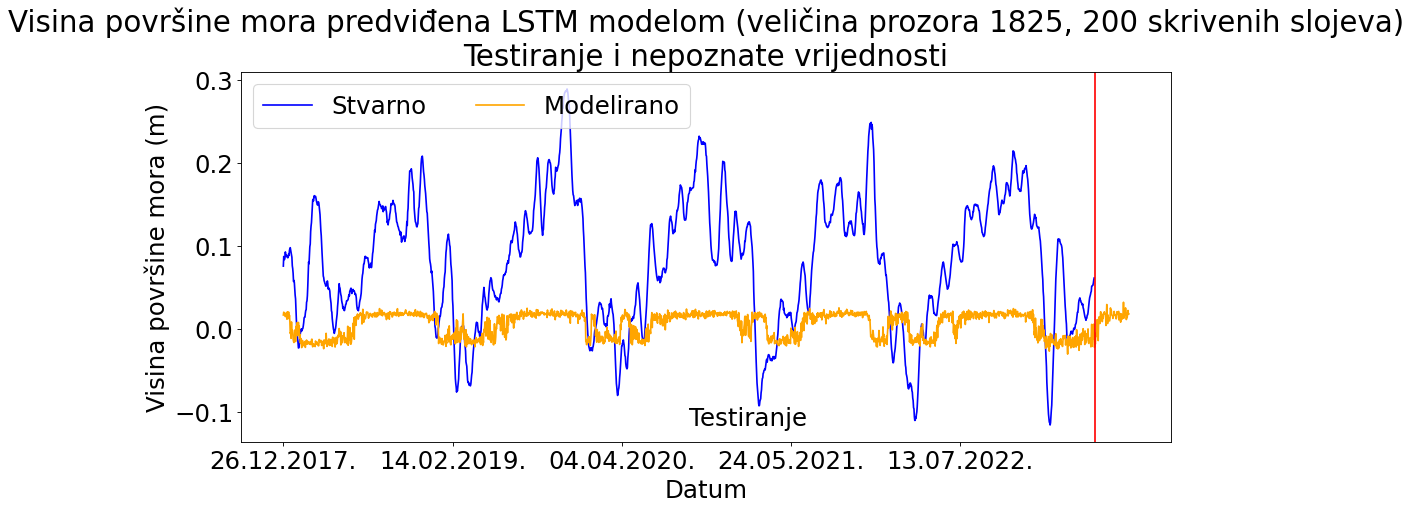 Visina površine mora predviđena LSTM modelom (veličina prozora 1825, 200 skrivenih slojeva)
Testiranje i nepoznate vrijednosti
Stvarno Modelirano
Visina površine mora (m)
0.3
0.2
0.1
0.0
−0.1
Testiranje
26.12.2017. 14.02.2019. 04.04.2020. 24.05.2021. 13.07.2022.
Datum